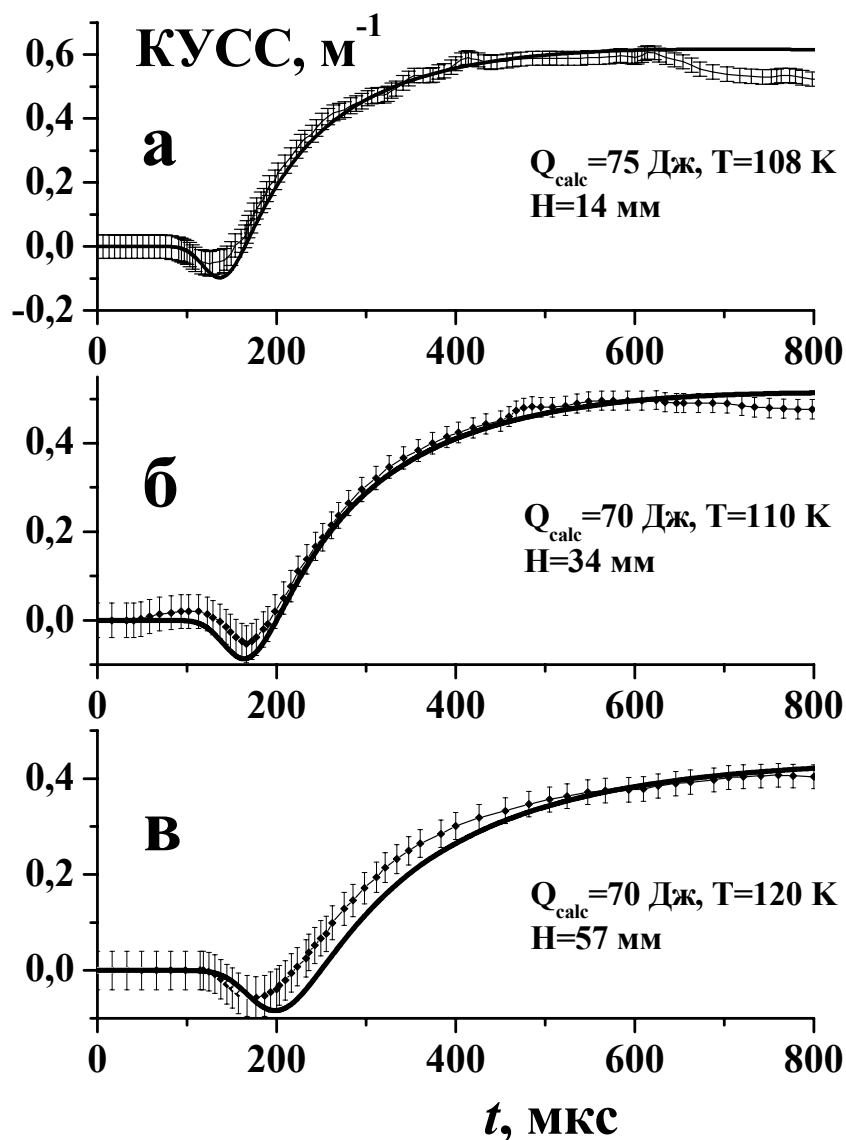 КУСС, м⁻¹
0,6
0,4
0,2
0,0
-0,2
а
Q_calc=75 Дж, T=108 K
H=14 мм
0 200 400 600 800
0,4
0,2
0,0
б
Q_calc=70 Дж, T=110 K
H=34 мм
0 200 400 600 800
0,4
0,2
0,0
в
Q_calc=70 Дж, T=120 K
H=57 мм
0 200 400 600 800
t, мкс